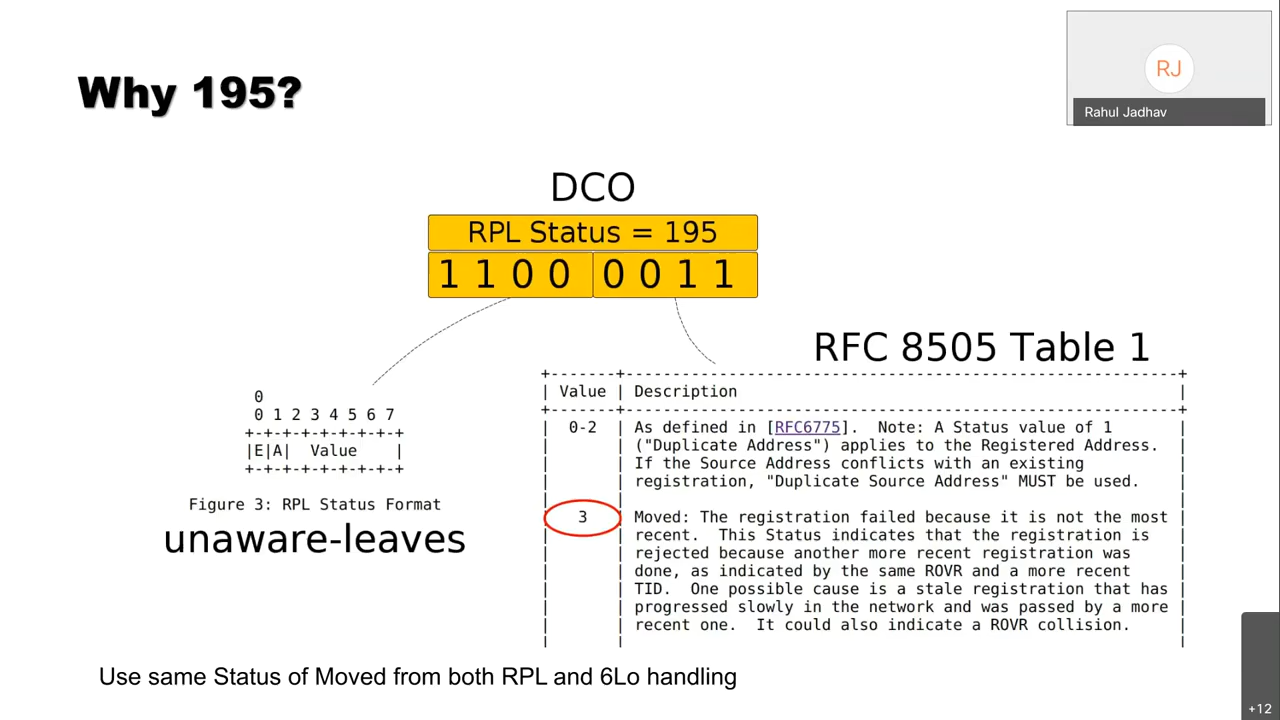 Why 195?
RJ
Rahul Jadhav
DCO
RPL Status = 195
1 1 0 0 0 0 1 1
RFC 8505 Table 1
+-------+-----------------------------------------------------------+
| Value | Description |
+-------+-----------------------------------------------------------+
| 0-2 | As defined in [RFC6775]. Note: A Status value of 1 |
| | ("Duplicate Address") applies to the Registered Address. |
| | If the Source Address conflicts with an existing |
| | registration, "Duplicate Source Address" MUST be used. |
| | |
| 3 | Moved: The registration failed because it is not the most |
| | recent. This Status indicates that the registration is |
| | rejected because another more recent registration was |
| | done, as indicated by the same ROVR and a more recent |
| | TID. One possible cause is a stale registration that has |
| | progressed slowly in the network and was passed by a more |
| | recent one. It could also indicate a ROVR collision. |
| | |
0
0 1 2 3 4 5 6 7
+-+-+-+-+-+-+-+-+
|E|A| Value |
+-+-+-+-+-+-+-+-+
Figure 3: RPL Status Format
unaware-leaves
Use same Status of Moved from both RPL and 6Lo handling
+12